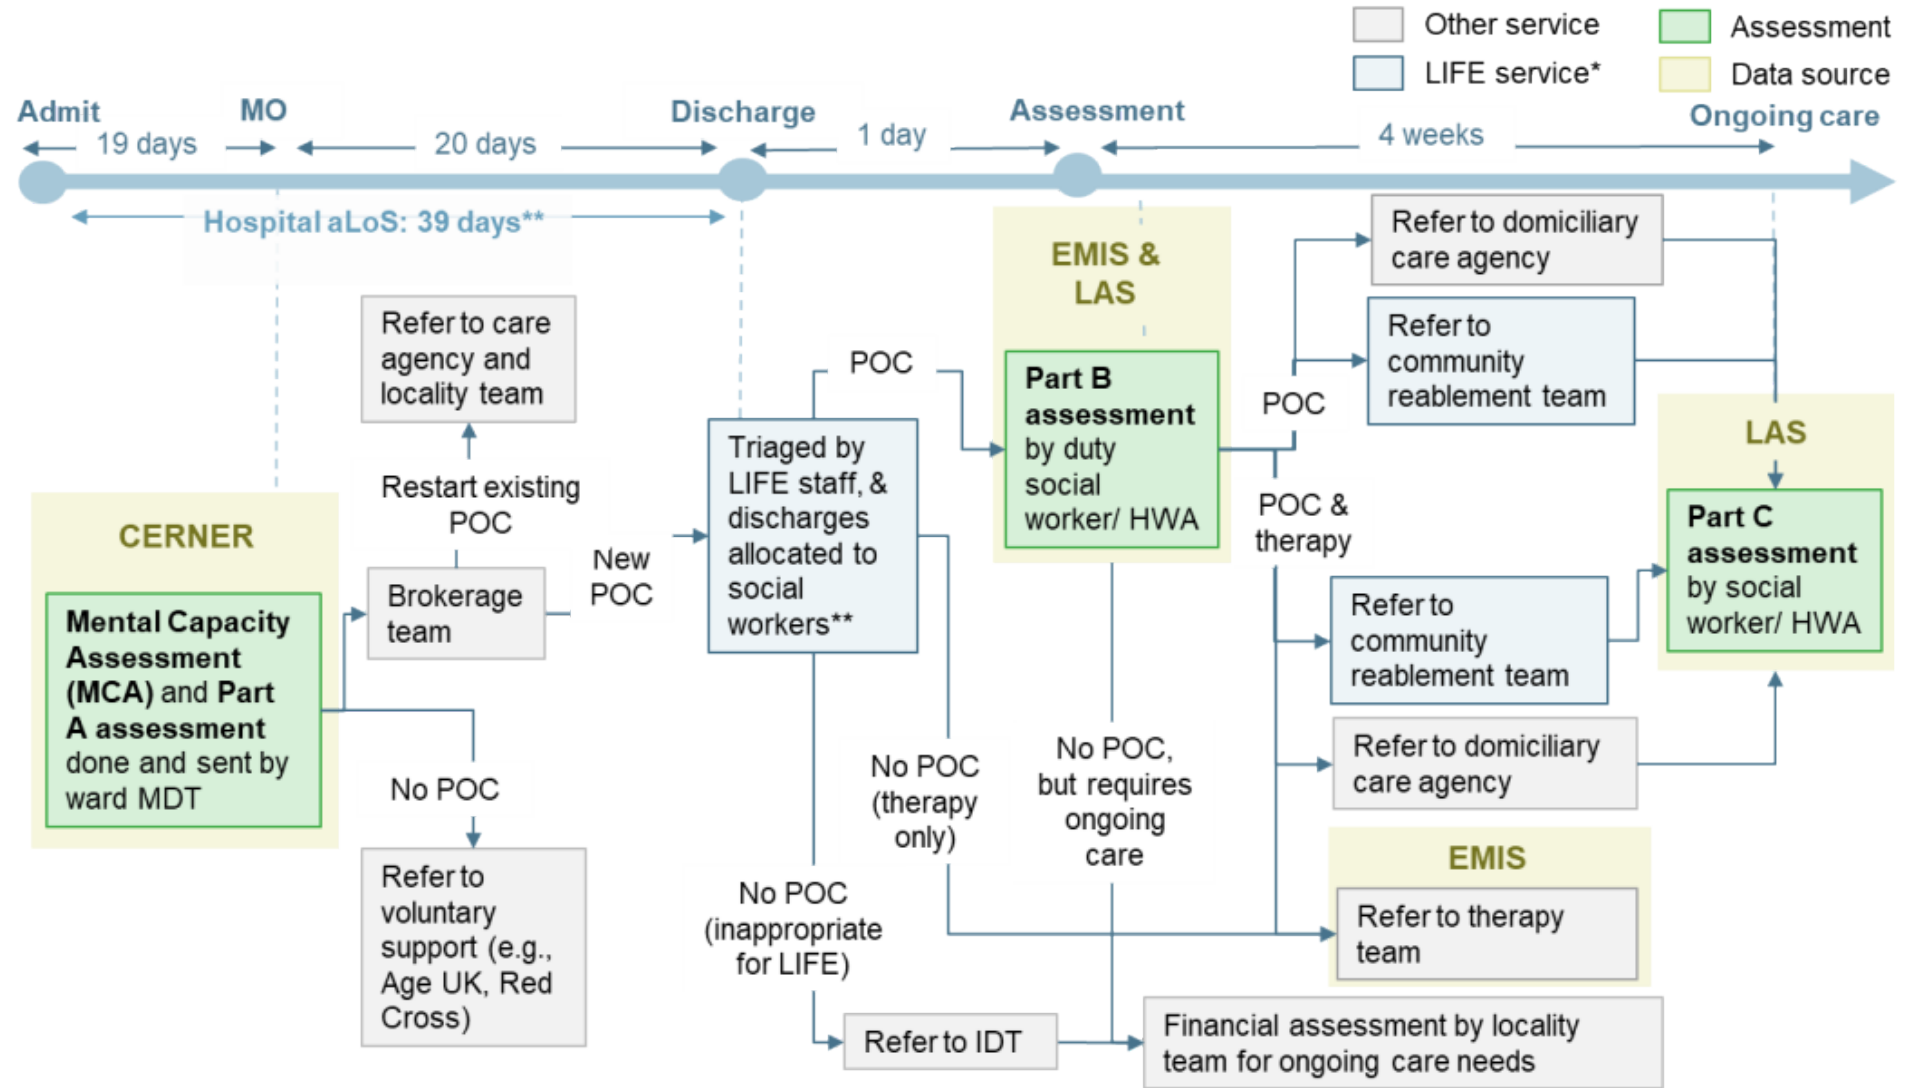 Other service
Assessment
LIFE service*
Data source
Admit
MO
Discharge
Assessment
Ongoing care
19 days
20 days
1 day
4 weeks
Hospital aLoS: 39 days**
CERNER
Mental Capacity
Assessment
(MCA) and Part
A assessment
done and sent by
ward MDT
Refer to care
agency and
locality team
Restart existing
POC
Brokerage
team
New
POC
No POC
Refer to
voluntary
support (e.g.,
Age UK, Red
Cross)
Triaged by
LIFE staff, &
discharges
allocated to
social
workers**
POC
No POC
(therapy
only)
No POC
(inappropriate
for LIFE)
Refer to IDT
EMIS &
LAS
Part B
assessment
by duty
social
worker/ HWA
No POC,
but requires
ongoing
care
POC
POC &
therapy
Refer to domiciliary
care agency
Refer to
community
reablement team
Refer to
community
reablement team
Refer to domiciliary
care agency
EMIS
Refer to therapy
team
Financial assessment by locality
team for ongoing care needs
LAS
Part C
assessment
by social
worker/ HWA